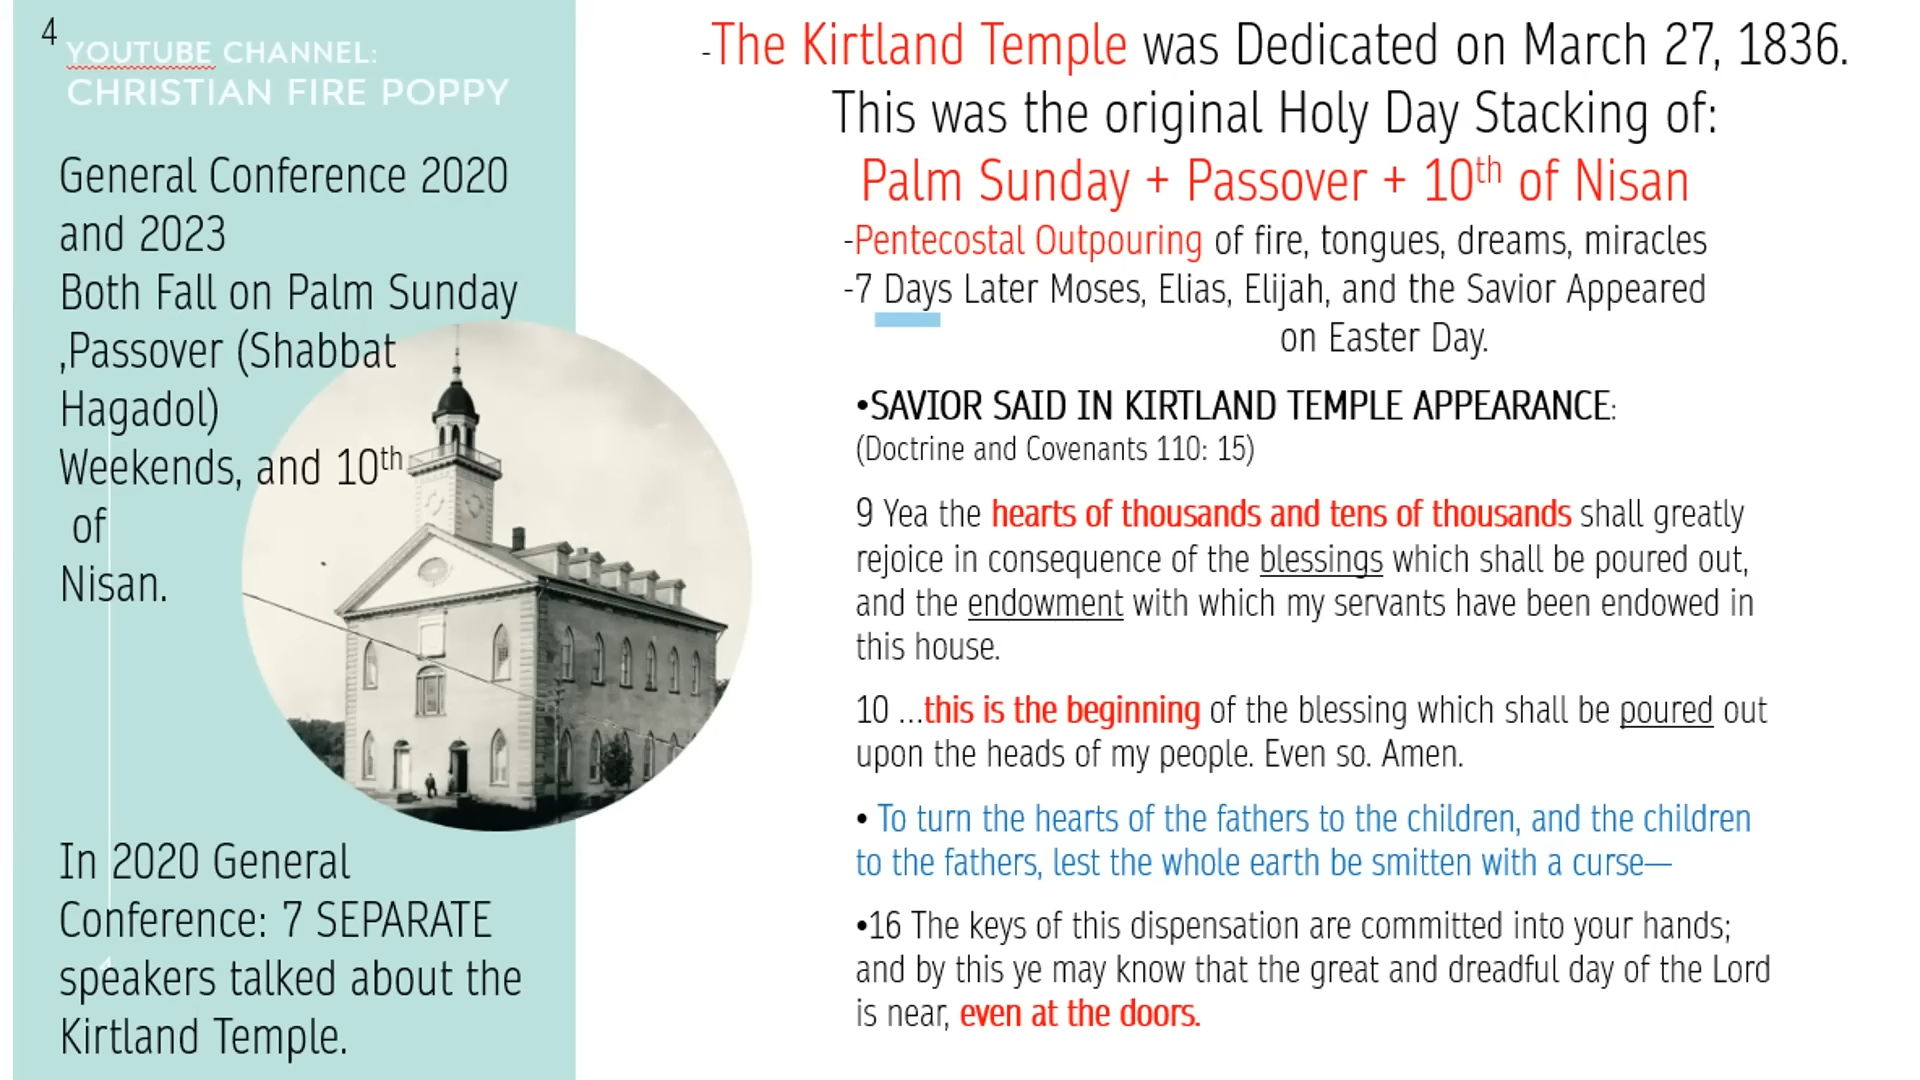 4
YOUTUBE CHANNEL:
CHRISTIAN FIRE POPPY
General Conference 2020
and 2023
Both Fall on Palm Sunday
,Passover (Shabbat
Hagadol)
Weekends, and 10th
of
Nisan.
In 2020 General
Conference: 7 SEPARATE
speakers talked about the
Kirtland Temple.
-The Kirtland Temple was Dedicated on March 27, 1836.
This was the original Holy Day Stacking of:
Palm Sunday + Passover + 10th of Nisan
-Pentecostal Outpouring of fire, tongues, dreams, miracles
-7 Days Later Moses, Elias, Elijah, and the Savior Appeared
on Easter Day.
•SAVIOR SAID IN KIRTLAND TEMPLE APPEARANCE:
(Doctrine and Covenants 110: 15)
9 Yea the hearts of thousands and tens of thousands shall greatly
rejoice in consequence of the blessings which shall be poured out,
and the endowment with which my servants have been endowed in
this house.
10 ...this is the beginning of the blessing which shall be poured out
upon the heads of my people. Even so. Amen.
• To turn the hearts of the fathers to the children, and the children
to the fathers, lest the whole earth be smitten with a curse—
•16 The keys of this dispensation are committed into your hands;
and by this ye may know that the great and dreadful day of the Lord
is near, even at the doors.